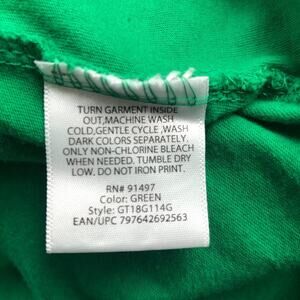 TURN GARMENT INSIDE
OUT,MACHINE WASH
COLD,GENTLE CYCLE ,WASH
DARK COLORS SEPARATELY.
ONLY NON-CHLORINE BLEACH
WHEN NEEDED. TUMBLE DRY
LOW. DO NOT IRON PRINT.
RN# 91497
Color: GREEN
Style: GT18G114G
EAN/UPC 797642692563